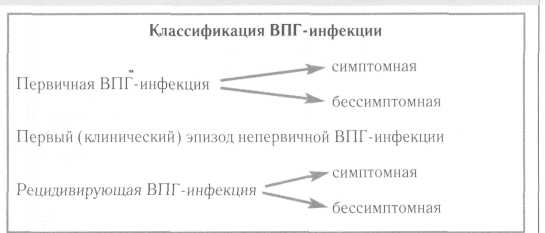 Классификация ВПГ-инфекции
симптомная
Первичная ВПГ-инфекция
бессимптомная
Первый (клинический) эпизод непервичной ВПГ-инфекции
симптомная
Рецидивирующая ВПГ-инфекция
бессимптомная